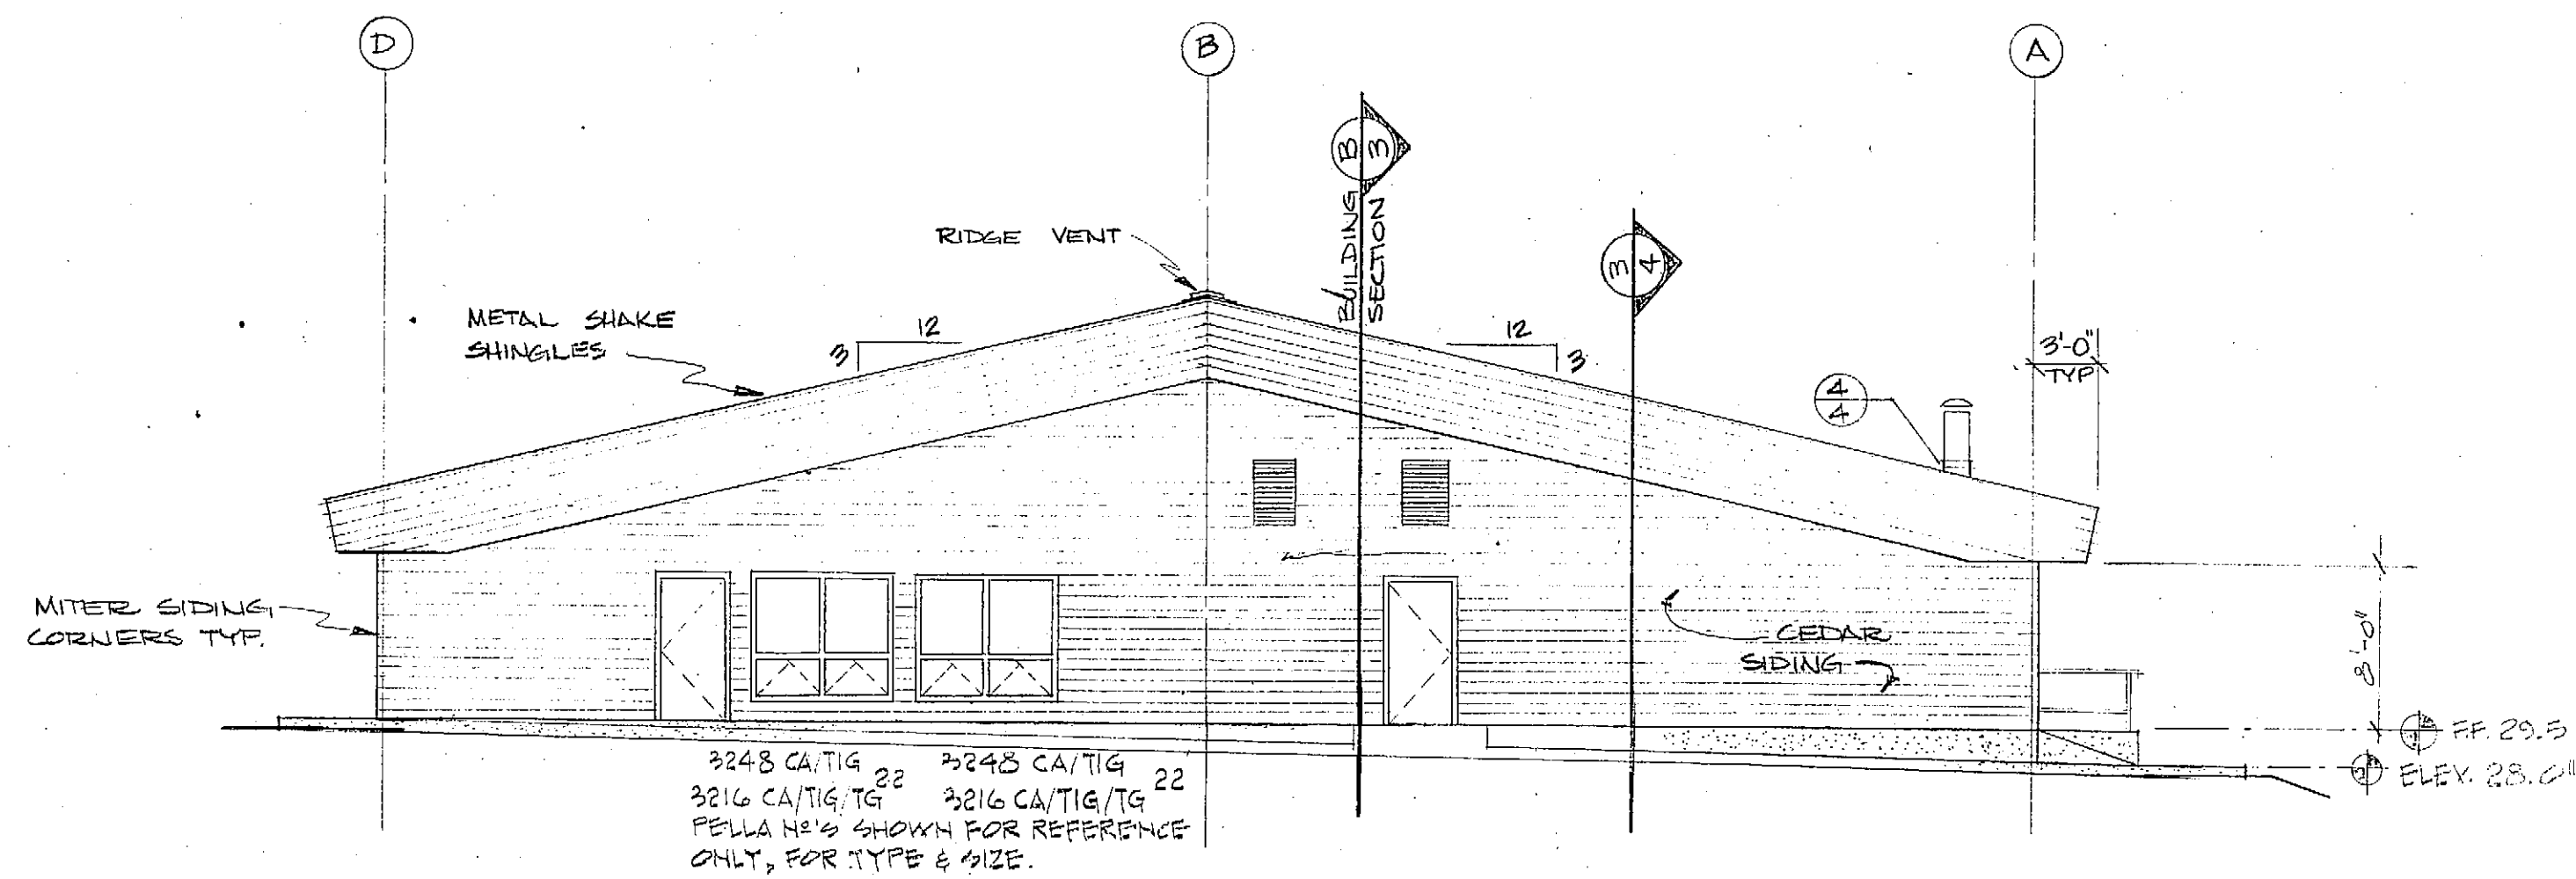 D
B
A
B
3
BUILDING
SECTION
3
4
RIDGE VENT
METAL SHAKE
SHINGLES
12
3
12
3
3'-0"
TYP
4
4
MITER SIDING
CORNERS TYP.
CEDAR
SIDING
8'-0"
F.F. 29.5
ELEV. 28.0"
3248 CA/TIG 22 3248 CA/TIG 22
3216 CA/TIG/TG 3216 CA/TIG/TG
PELLA Nº'S SHOWN FOR REFERENCE
ONLY, FOR TYPE & SIZE.